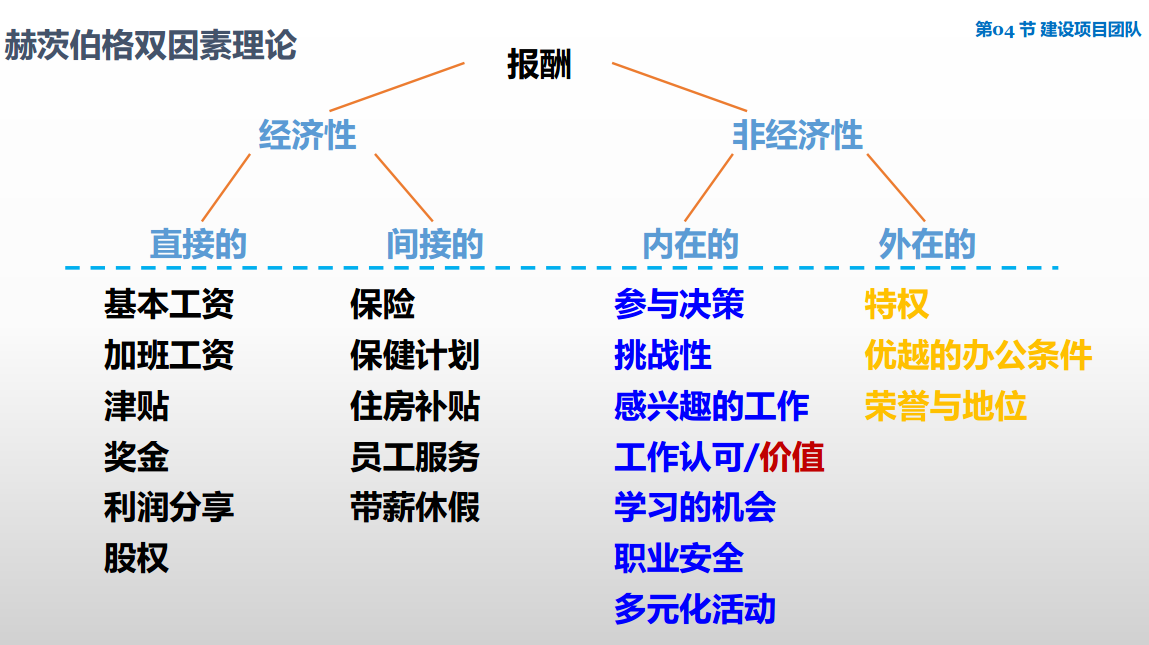 赫茨伯格双因素理论
第04 节 建设项目团队
报酬
经济性
非经济性
直接的
间接的
内在的
外在的
基本工资
加班工资
津贴
奖金
利润分享
股权
保险
保健计划
住房补贴
员工服务
带薪休假
参与决策
挑战性
感兴趣的工作
工作认可/价值
学习的机会
职业安全
多元化活动
特权
优越的办公条件
荣誉与地位